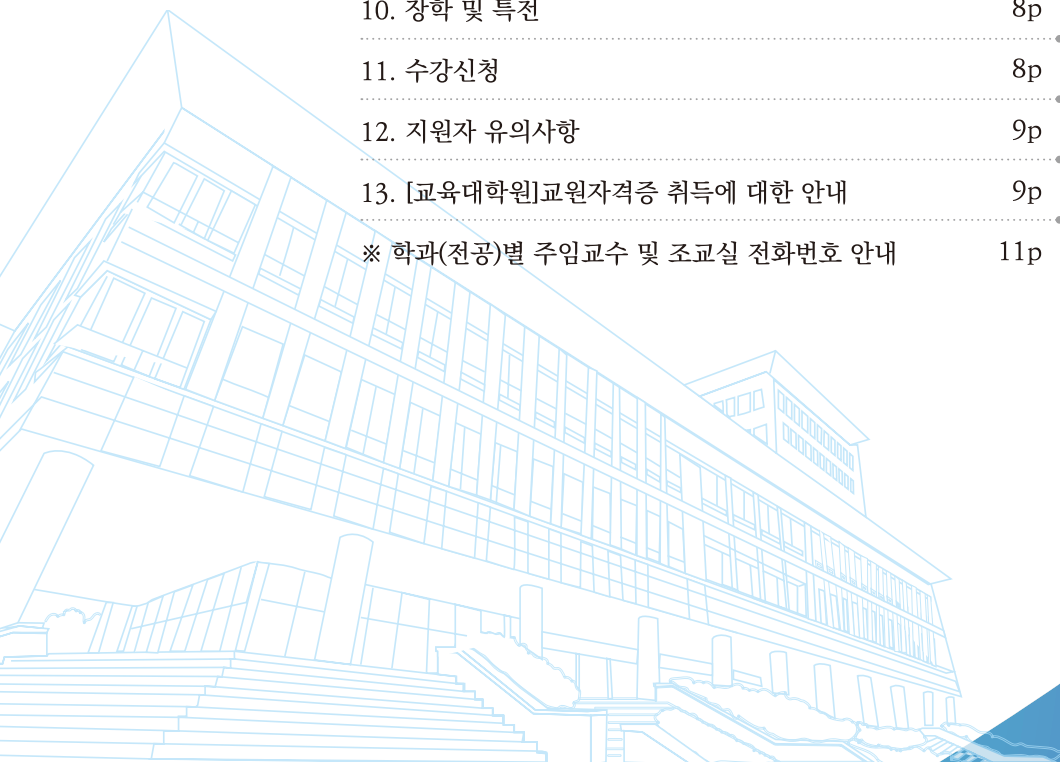 10. 장학 및 특전 8p
11. 수강신청 8p
12. 지원자 유의사항 9p
13. [교육대학원]교원자격증 취득에 대한 안내 9p
※ 학과(전공)별 주임교수 및 조교실 전화번호 안내 11p